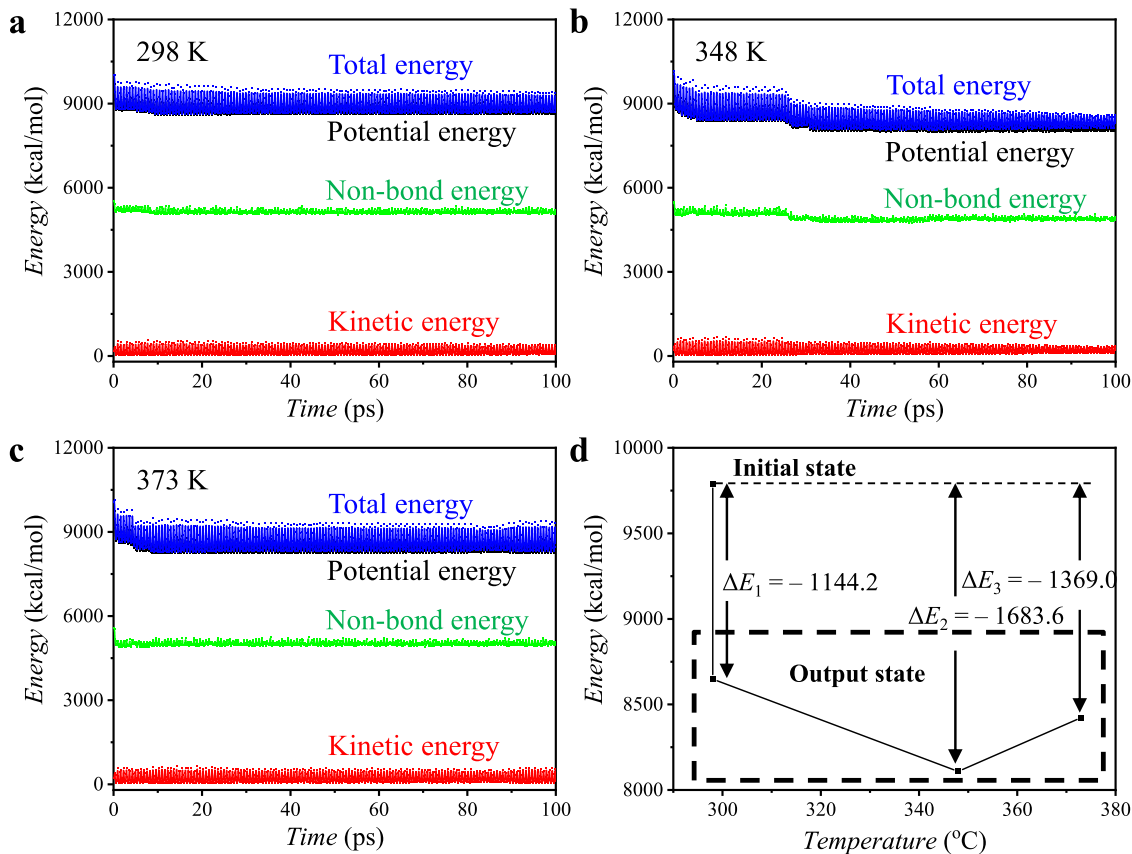 a
12000
9000
6000
3000
0
Energy (kcal/mol)
298 K
Total energy
Potential energy
Non-bond energy
Kinetic energy
0 20 40 60 80 100
Time (ps)
b
12000
9000
6000
3000
0
Energy (kcal/mol)
348 K
Total energy
Potential energy
Non-bond energy
Kinetic energy
0 20 40 60 80 100
Time (ps)
c
12000
9000
6000
3000
0
Energy (kcal/mol)
373 K
Total energy
Potential energy
Non-bond energy
Kinetic energy
0 20 40 60 80 100
Time (ps)
d
10000
9500
9000
8500
8000
Energy (kcal/mol)
Initial state
ΔE1 = − 1144.2
ΔE3 = − 1369.0
ΔE2 = − 1683.6
Output state
300 320 340 360 380
Temperature (°C)